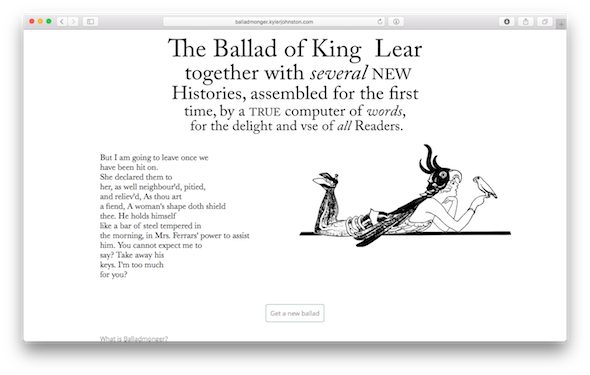 balladmonger.kylerjohnston.com
The Ballad of King Lear
together with several NEW
Histories, assembled for the first
time, by a TRUE computer of words,
for the delight and vse of all Readers.
But I am going to leave once we
have been hit on.
She declared them to
her, as well neighbour'd, pitied,
and reliev'd, As thou art
a fiend, A woman's shape doth shield
thee. He holds himself
like a bar of steel tempered in
the morning, in Mrs. Ferrars' power to assist
him. You cannot expect me to
say? Take away his
keys. I'm too much
for you?
Get a new ballad
What is Balladmonger?